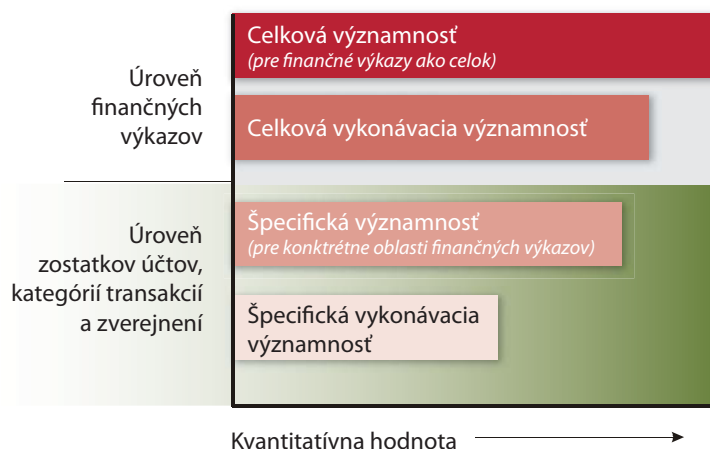 Celková významnosť
(pre finančné výkazy ako celok)
Úroveň
finančných
výkazov
Celková vykonávacia významnosť
Špecifická významnosť
(pre konktrétne oblasti finančných výkazov)
Úroveň
zostatkov účtov,
kategórií transakcií
a zverejnení
Špecifická vykonávacia
významnosť
Kvantitatívna hodnota